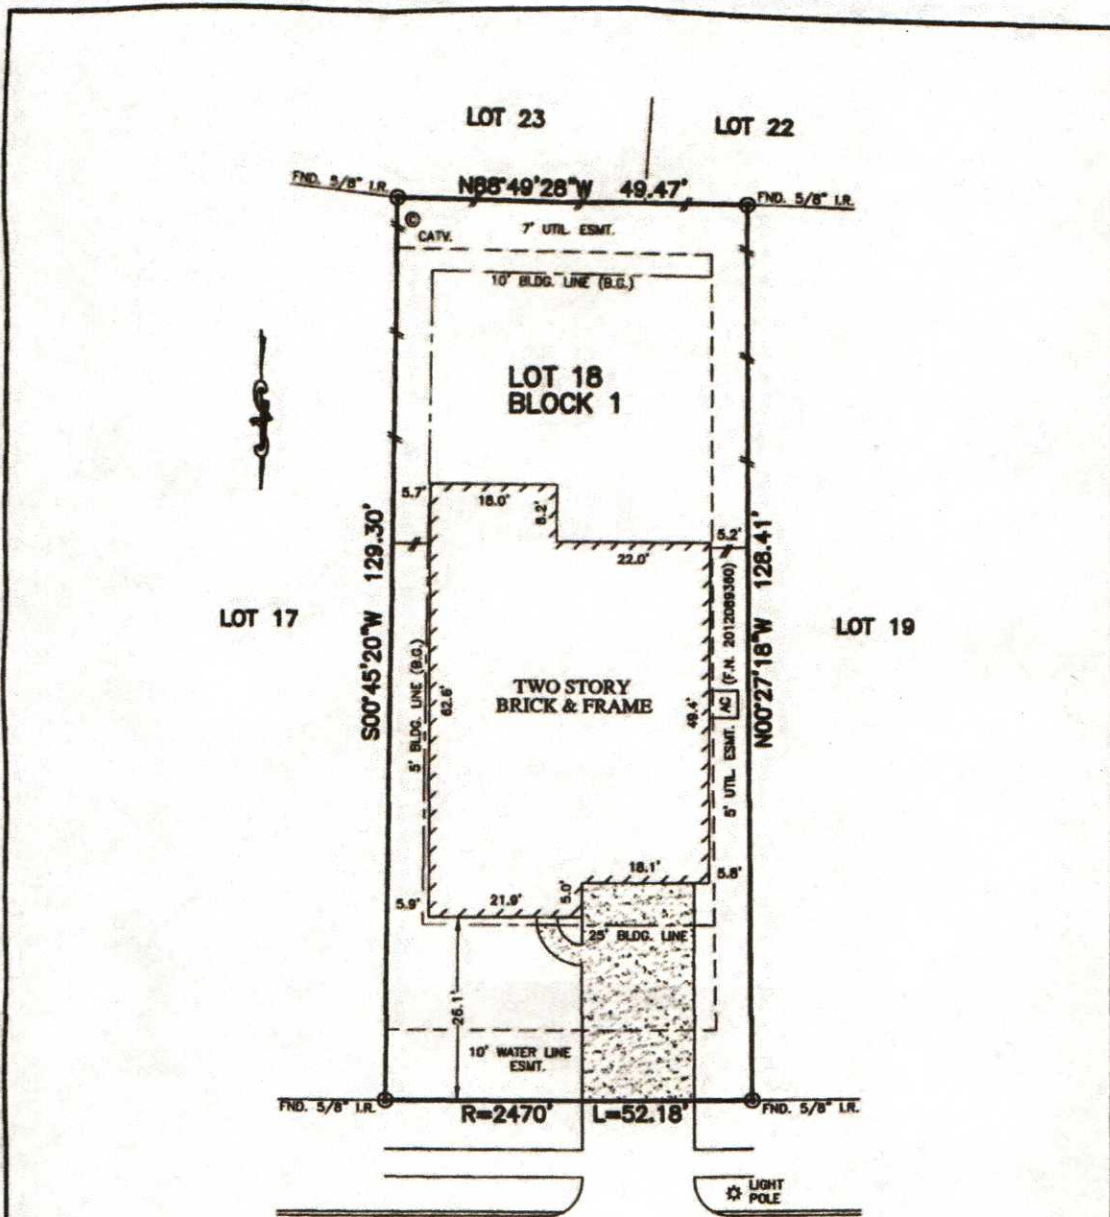 LOT 23
LOT 22
FND. 5/8" I.R.
N88°49'28"W 49.47'
FND. 5/8" I.R.
©
CATV.
7' UTIL. ESMT.
10' BLDG. LINE (B.G.)
LOT 18
BLOCK 1
5.7'
18.0'
8.2'
5.2'
22.0'
S00°45'20"W 129.30'
N00°27'18"W 128.41'
LOT 17
LOT 19
5' BLDG. LINE (B.G.)
62.6'
TWO STORY
BRICK & FRAME
49.4'
AC
5' UTIL. ESMT. (F.N. 2012089380)
18.1'
5.8'
5.9'
21.9'
5.0'
25' BLDG. LINE
26.1'
10' WATER LINE
ESMT.
FND. 5/8" I.R.
R=2470' L=52.18'
FND. 5/8" I.R.
LIGHT
POLE